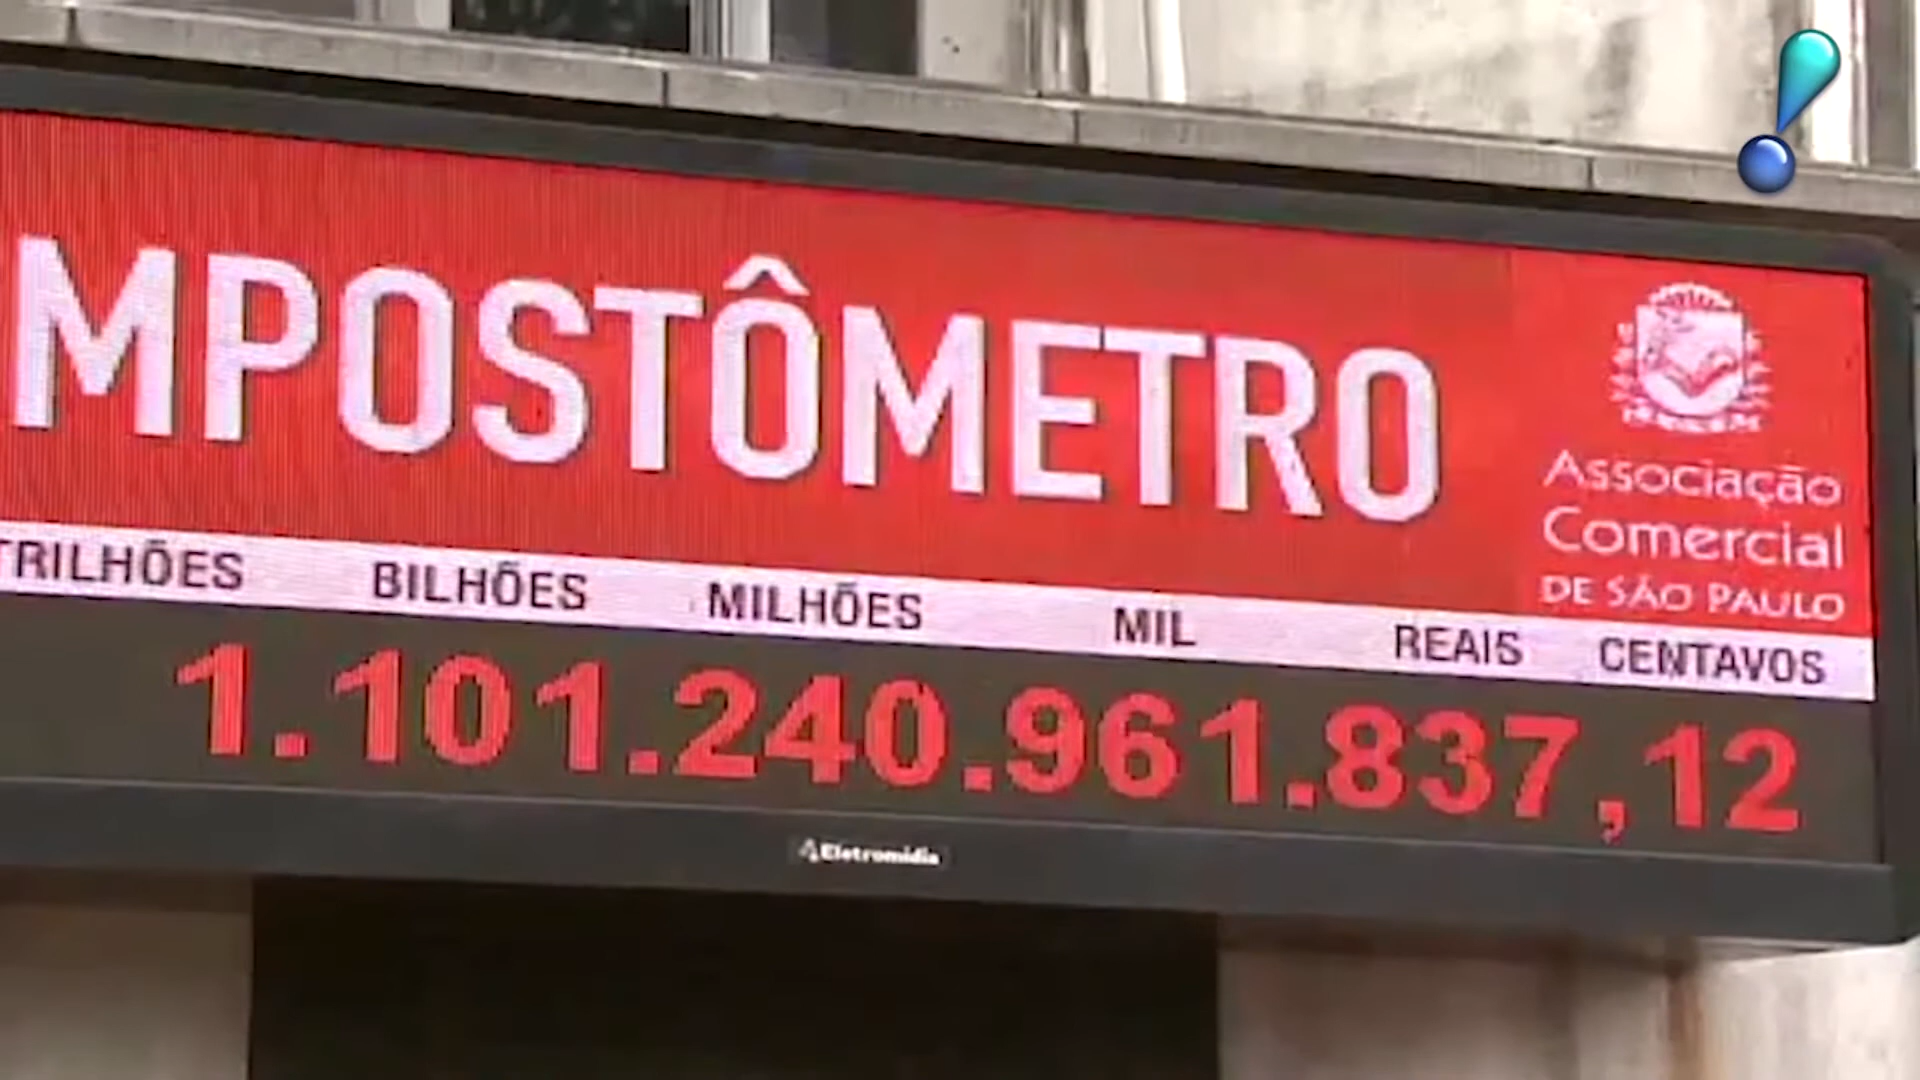 MPOSTÔMETRO
Associação
Comercial
DE SÃO PAULO
TRILHÕES BILHÕES MILHÕES MIL REAIS CENTAVOS
1.101.240.961.837,12
Eletromidia